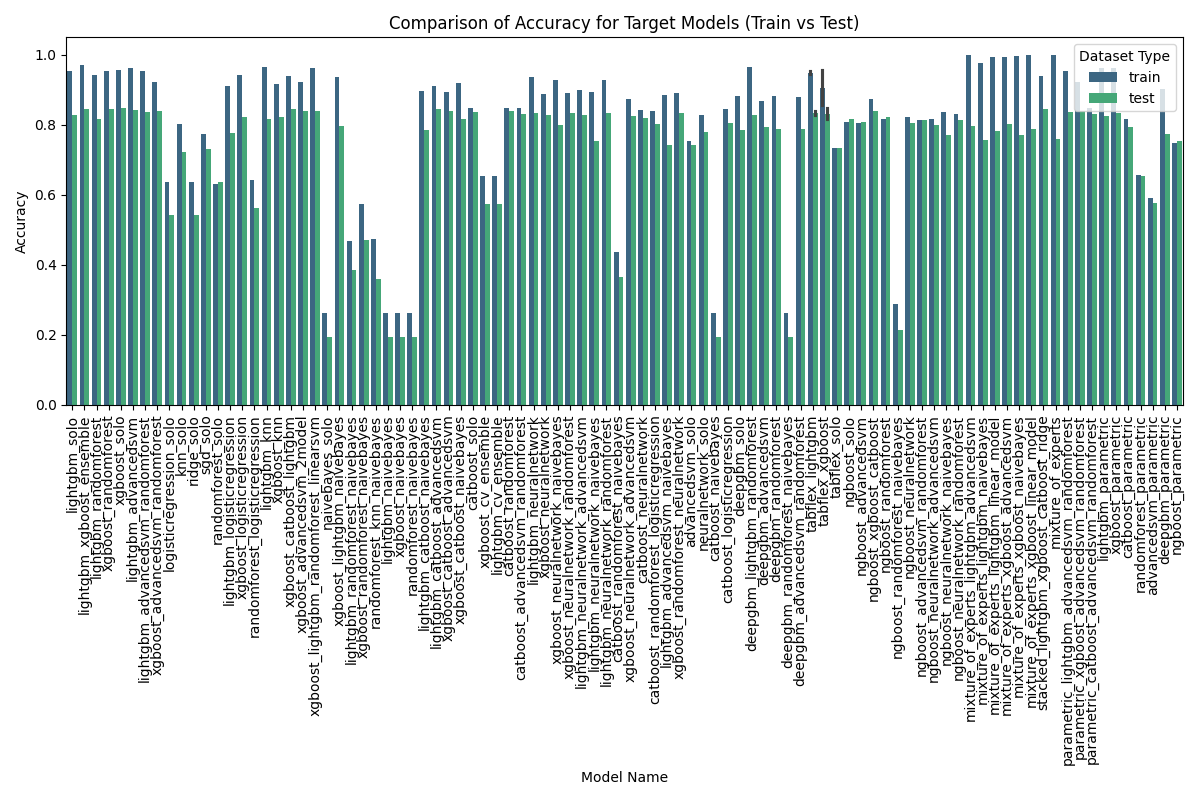 Comparison of Accuracy for Target Models (Train vs Test)
Accuracy
1.0
0.8
0.6
0.4
0.2
0.0
Dataset Type
train
test
lightgbm_solo
lightgbm_xgboost_ensemble
lightgbm_randomforest
xgboost_randomforest
xgboost_solo
lightgbm_advancedsvm
lightgbm_advancedsvm_randomforest
xgboost_advancedsvm_randomforest
logisticregression_solo
knn_solo
ridge_solo
sgd_solo
randomforest_solo
lightgbm_logisticregression
xgboost_logisticregression
randomforest_logisticregression
lightgbm_knn
xgboost_knn
xgboost_catboost_lightgbm
xgboost_advancedsvm_2model
xgboost_lightgbm_randomforest_linearsvm
naivebayes_solo
xgboost_lightgbm_naivebayes
lightgbm_randomforest_naivebayes
xgboost_randomforest_naivebayes
randomforest_knn_naivebayes
lightgbm_naivebayes
xgboost_naivebayes
randomforest_naivebayes
lightgbm_catboost_naivebayes
lightgbm_catboost_advancedsvm
xgboost_catboost_advancedsvm
xgboost_catboost_naivebayes
catboost_solo
xgboost_cv_ensemble
lightgbm_cv_ensemble
catboost_randomforest
catboost_advancedsvm_randomforest
lightgbm_neuralnetwork
xgboost_neuralnetwork
xgboost_neuralnetwork_naivebayes
xgboost_neuralnetwork_randomforest
lightgbm_neuralnetwork_advancedsvm
lightgbm_neuralnetwork_naivebayes
lightgbm_neuralnetwork_randomforest
catboost_randomforest_naivebayes
xgboost_neuralnetwork_advancedsvm
catboost_neuralnetwork
catboost_randomforest_logisticregression
lightgbm_advancedsvm_naivebayes
xgboost_randomforest_neuralnetwork
advancedsvm_solo
neuralnetwork_solo
catboost_naivebayes
catboost_logisticregression
deepgbm_solo
deepgbm_lightgbm_randomforest
deepgbm_advancedsvm
deepgbm_randomforest
deepgbm_randomforest_naivebayes
deepgbm_advancedsvm_randomforest
tabflex_lightgbm
tabflex_xgboost
tabflex_solo
ngboost_solo
ngboost_advancedsvm
ngboost_xgboost_catboost
ngboost_randomforest
ngboost_randomforest_naivebayes
ngboost_neuralnetwork
ngboost_advancedsvm_randomforest
ngboost_neuralnetwork_advancedsvm
ngboost_neuralnetwork_naivebayes
ngboost_neuralnetwork_randomforest
mixture_of_experts_lightgbm_advancedsvm
mixture_of_experts_lightgbm_naivebayes
mixture_of_experts_lightgbm_linear_model
mixture_of_experts_xgboost_advancedsvm
mixture_of_experts_xgboost_naivebayes
mixture_of_experts_xgboost_linear_model
stacked_lightgbm_xgboost_catboost_ridge
mixture_of_experts
parametric_lightgbm_advancedsvm_randomforest
parametric_xgboost_advancedsvm_randomforest
parametric_catboost_advancedsvm_randomforest
lightgbm_parametric
xgboost_parametric
catboost_parametric
randomforest_parametric
advancedsvm_parametric
deepgbm_parametric
ngboost_parametric
Model Name